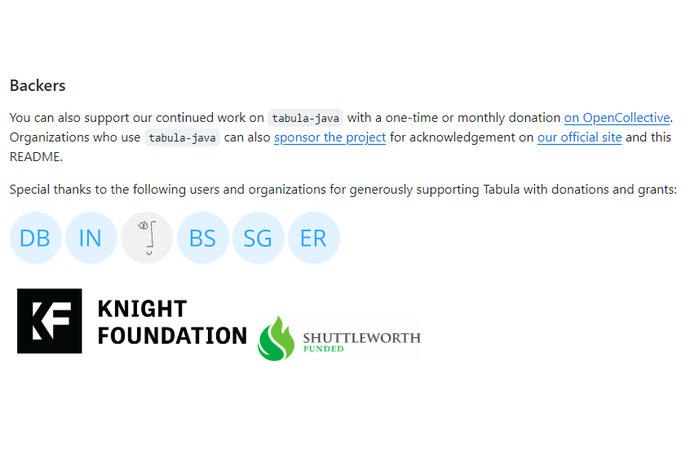 Backers
You can also support our continued work on tabula-java with a one-time or monthly donation on OpenCollective.
Organizations who use tabula-java can also sponsor the project for acknowledgement on our official site and this
README.
Special thanks to the following users and organizations for generously supporting Tabula with donations and grants:
DB IN BS SG ER
KF KNIGHT
FOUNDATION
SHUTTLEWORTH
FUNDED